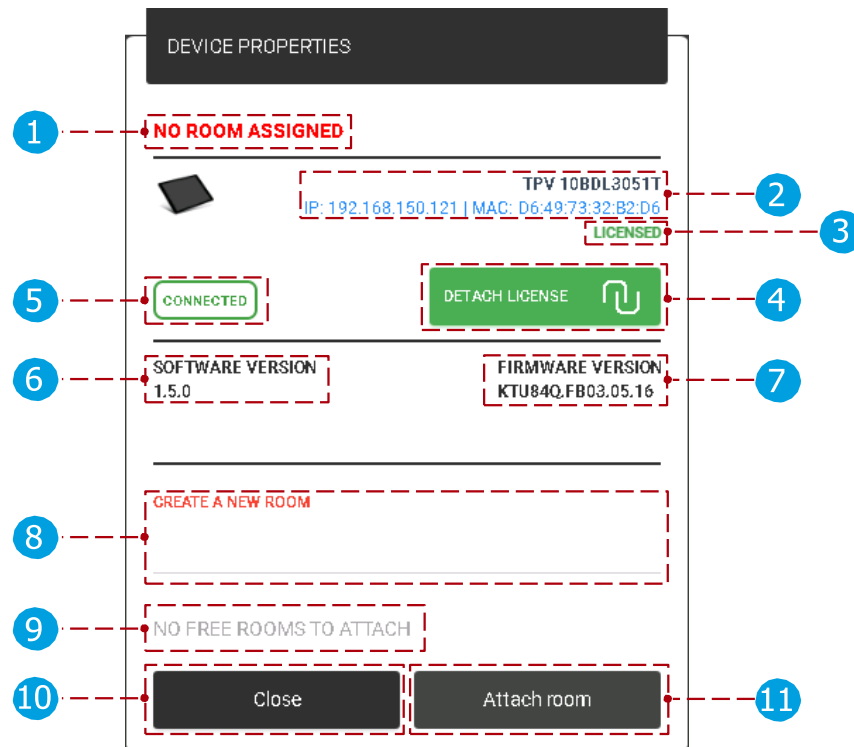 DEVICE PROPERTIES
1
NO ROOM ASSIGNED
TPV 10BDL3051T
2
IP: 192.168.150.121 | MAC: D6:49:73:32:B2:D6
LICENSED
3
5
CONNECTED
DETACH LICENSE
4
6
SOFTWARE VERSION
1.5.0
FIRMWARE VERSION
KTU84Q.FB03.05.16
7
CREATE A NEW ROOM
8
9
NO FREE ROOMS TO ATTACH
10
Close
Attach room
11